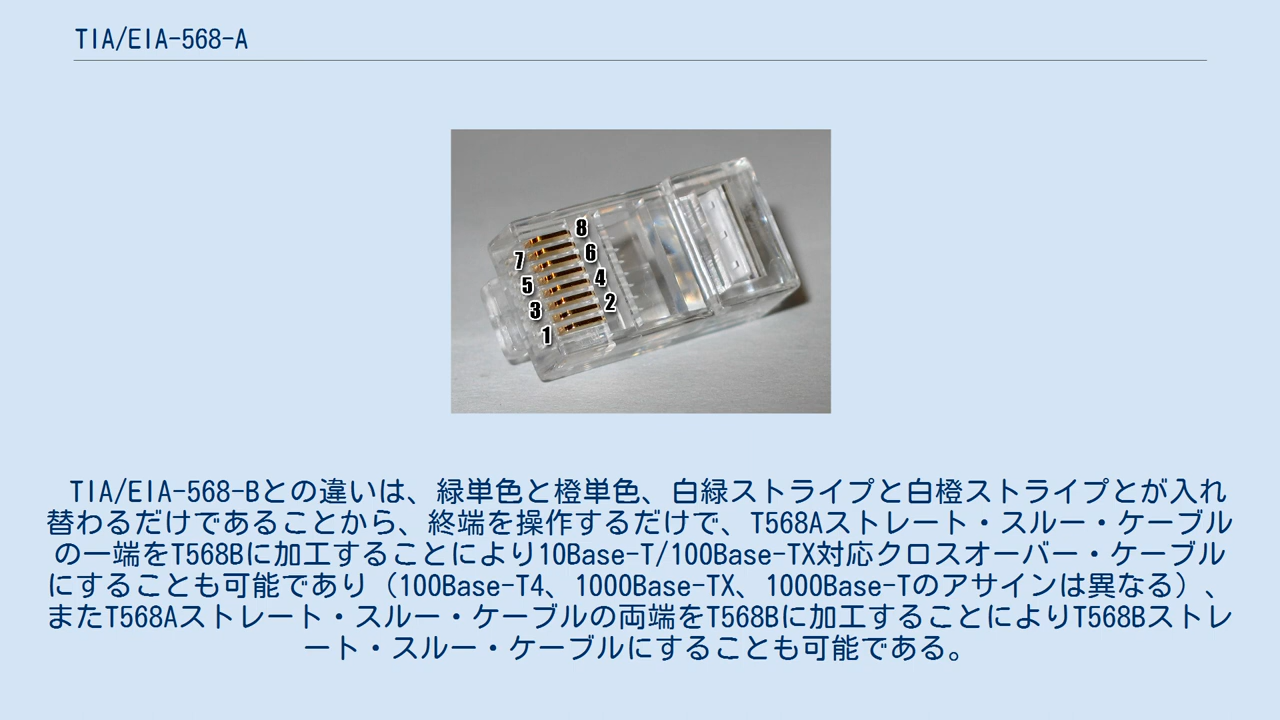 TIA/EIA-568-A
8
7
6
5
4
3
2
1
TIA/EIA-568-Bとの違いは、緑単色と橙単色、白緑ストライプと白橙ストライプとが入れ
替わるだけであることから、終端を操作するだけで、T568Aストレート・スルー・ケーブル
の一端をT568Bに加工することにより10Base-T/100Base-TX対応クロスオーバー・ケーブル
にすることも可能であり（100Base-T4、1000Base-TX、1000Base-Tのアサインは異なる）、
またT568Aストレート・スルー・ケーブルの両端をT568Bに加工することによりT568Bストレ
ート・スルー・ケーブルにすることも可能である。